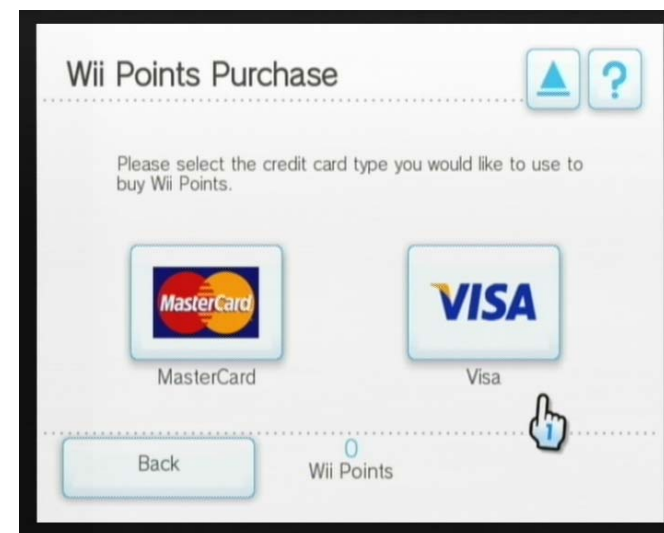 Wii Points Purchase
?
Please select the credit card type you would like to use to
buy Wii Points.
MasterCard
VISA
MasterCard
Visa
1
Back
0
Wii Points